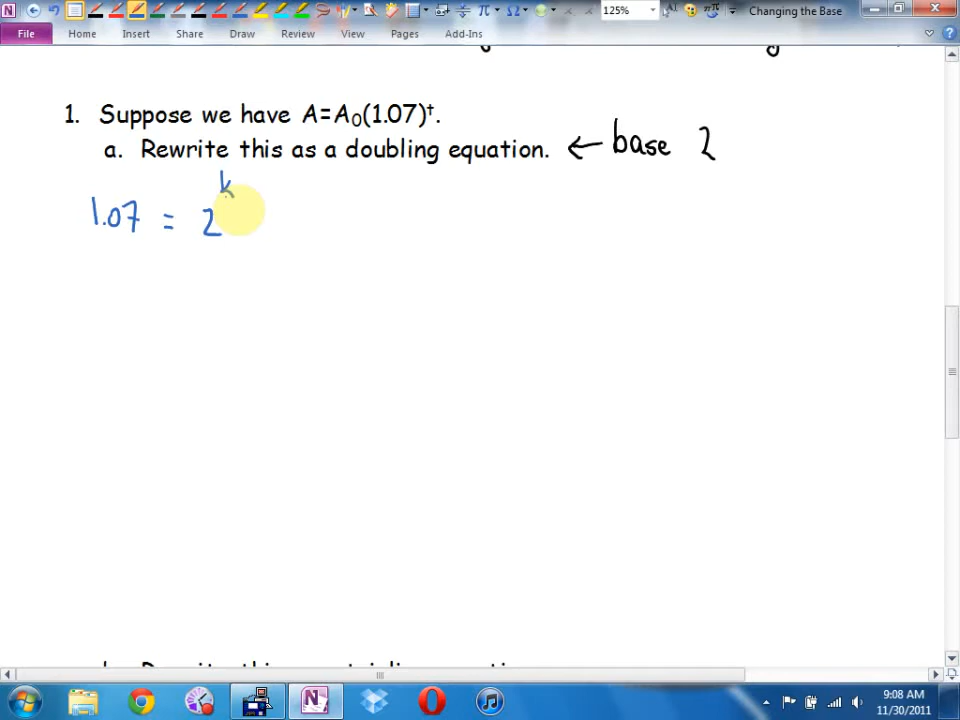 125% Changing the Base
File Home Insert Share Draw Review View Pages Add-Ins
1. Suppose we have A=A₀(1.07)ᵗ.
a. Rewrite this as a doubling equation. ← base 2
1.07 = 2ᵏ
9:08 AM
11/30/2011